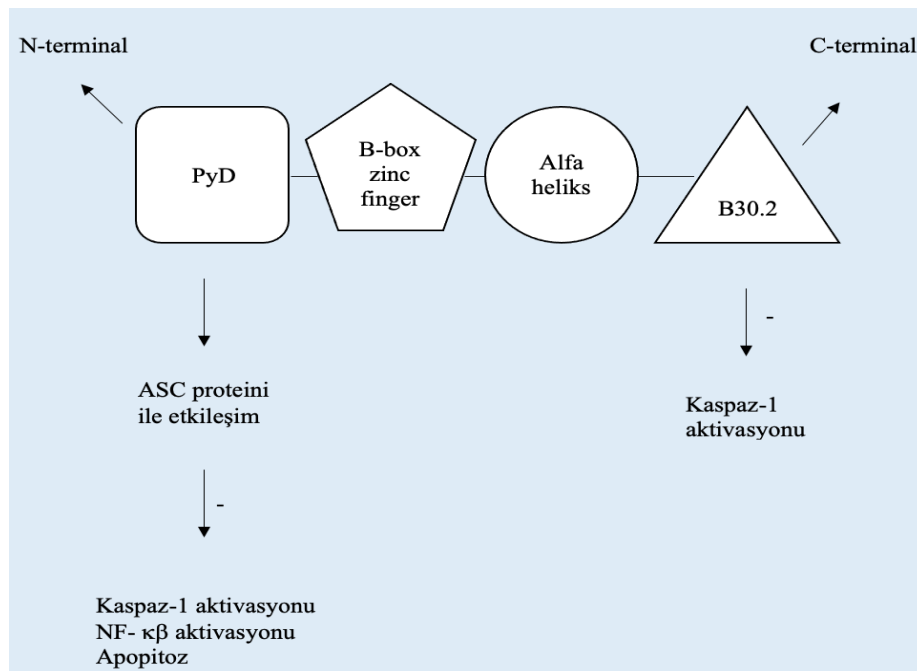 N-terminal
C-terminal
PyD
B-box
zinc
finger
Alfa
heliks
B30.2
ASC proteini
ile etkileşim
-
Kaspaz-1 aktivasyonu
NF- κβ aktivasyonu
Apopitoz
-
Kaspaz-1
aktivasyonu